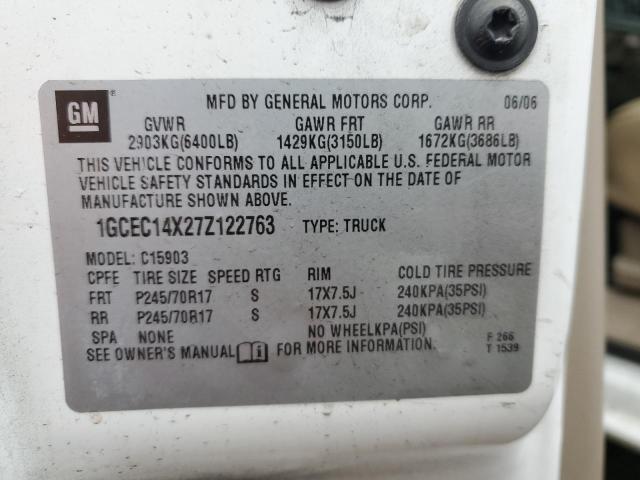 GM ® MFD BY GENERAL MOTORS CORP. 06/06
GVWR GAWR FRT GAWR RR
2903KG(6400LB) 1429KG(3150LB) 1672KG(3686LB)
THIS VEHICLE CONFORMS TO ALL APPLICABLE U.S. FEDERAL MOTOR
VEHICLE SAFETY STANDARDS IN EFFECT ON THE DATE OF
MANUFACTURE SHOWN ABOVE.
1GCEC14X27Z122763 TYPE: TRUCK
MODEL: C15903
CPFE TIRE SIZE SPEED RTG RIM COLD TIRE PRESSURE
FRT P245/70R17 S 17X7.5J 240KPA(35PSI)
RR P245/70R17 S 17X7.5J 240KPA(35PSI)
SPA NONE NO WHEELKPA(PSI)
SEE OWNER'S MANUAL FOR MORE INFORMATION.
F 266
T 1539